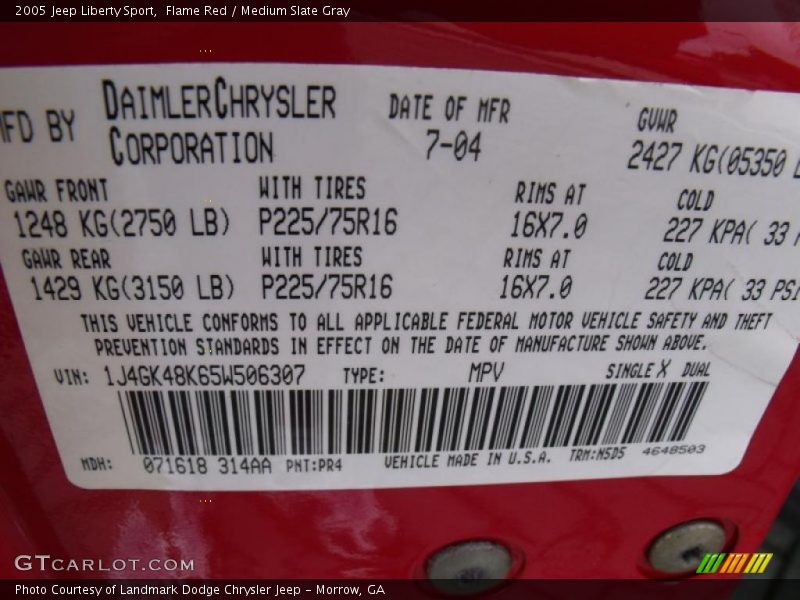 2005 Jeep Liberty Sport, Flame Red / Medium Slate Gray
MFD BY DAIMLERCHRYSLER CORPORATION
DATE OF MFR
7-04
GVWR
2427 KG(05350
GAWR FRONT WITH TIRES RIMS AT COLD
1248 KG(2750 LB) P225/75R16 16X7.0 227 KPA( 33
GAWR REAR WITH TIRES RIMS AT COLD
1429 KG(3150 LB) P225/75R16 16X7.0 227 KPA( 33 PSI
THIS VEHICLE CONFORMS TO ALL APPLICABLE FEDERAL MOTOR VEHICLE SAFETY AND THEFT
PREVENTION STANDARDS IN EFFECT ON THE DATE OF MANUFACTURE SHOWN ABOVE.
VIN: 1J4GK48K65W506307 TYPE: MPV SINGLE X DUAL
MDH: 071618 314AA PNT:PR4 VEHICLE MADE IN U.S.A. TRM:N5D5 4648503
GTCARLOT.COM
Photo Courtesy of Landmark Dodge Chrysler Jeep - Morrow, GA